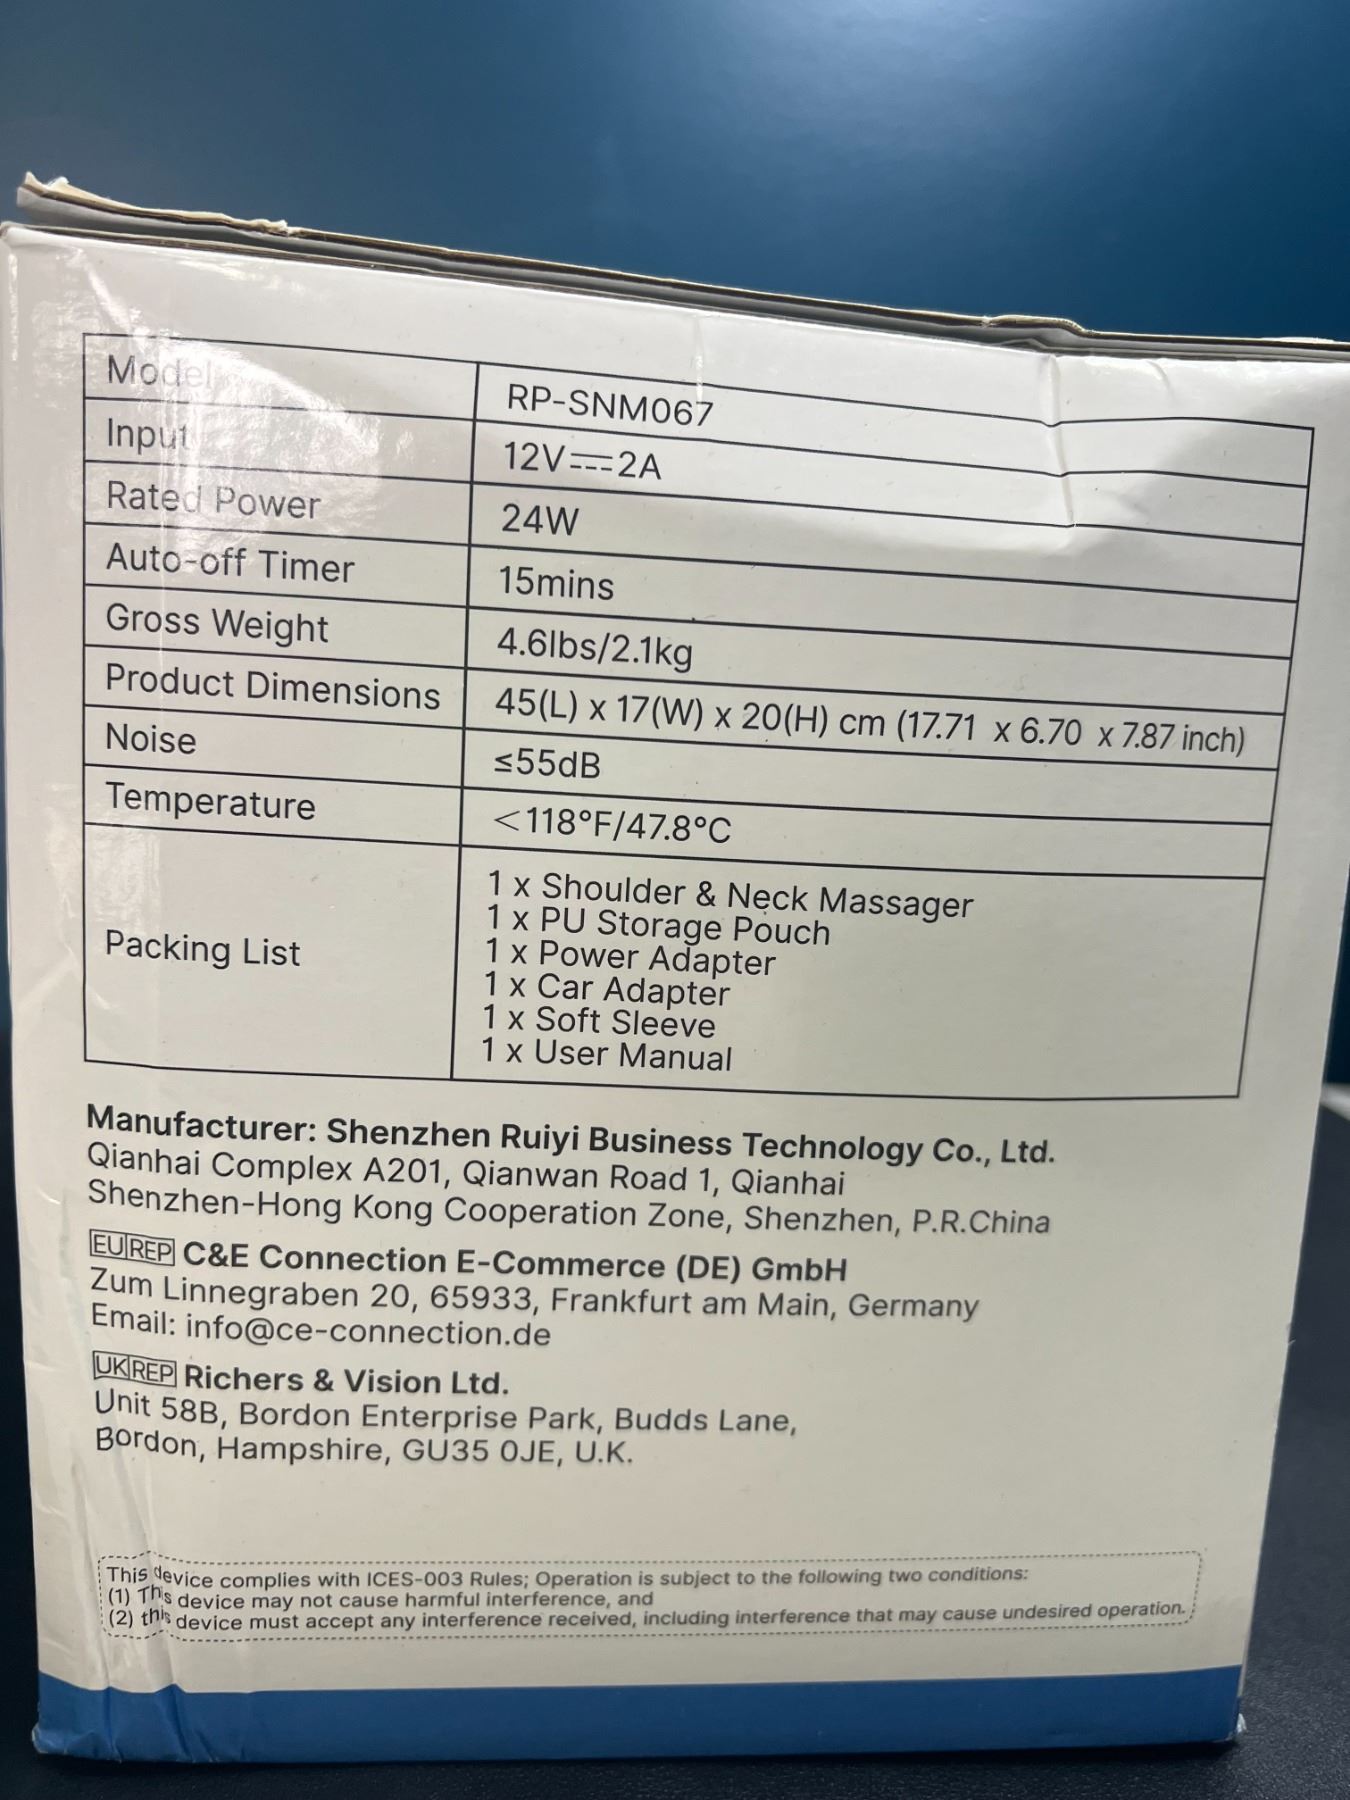 Model RP-SNM067
Input 12V⎓2A
Rated Power 24W
Auto-off Timer 15mins
Gross Weight 4.6lbs/2.1kg
Product Dimensions 45(L) x 17(W) x 20(H) cm (17.71 x 6.70 x 7.87 inch)
Noise ≤55dB
Temperature <118°F/47.8°C
Packing List
1 x Shoulder & Neck Massager
1 x PU Storage Pouch
1 x Power Adapter
1 x Car Adapter
1 x Soft Sleeve
1 x User Manual
Manufacturer: Shenzhen Ruiyi Business Technology Co., Ltd.
Qianhai Complex A201, Qianwan Road 1, Qianhai
Shenzhen-Hong Kong Cooperation Zone, Shenzhen, P.R.China
EU REP C&E Connection E-Commerce (DE) GmbH
Zum Linnegraben 20, 65933, Frankfurt am Main, Germany
Email: info@ce-connection.de
UK REP Richers & Vision Ltd.
Unit 58B, Bordon Enterprise Park, Budds Lane,
Bordon, Hampshire, GU35 0JE, U.K.
This device complies with ICES-003 Rules; Operation is subject to the following two conditions:
(1) This device may not cause harmful interference, and
(2) this device must accept any interference received, including interference that may cause undesired operation.